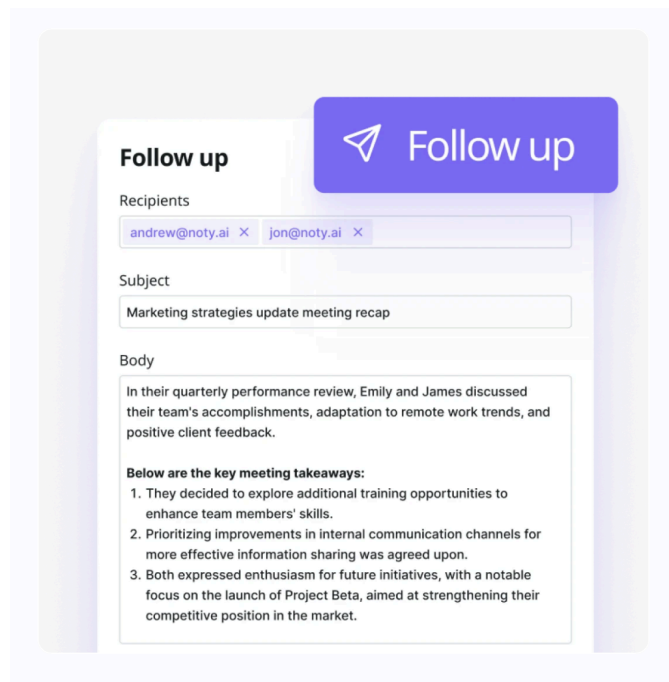 Follow up
Follow up
Recipients
andrew@noty.ai × jon@noty.ai ×
Subject
Marketing strategies update meeting recap
Body
In their quarterly performance review, Emily and James discussed
their team's accomplishments, adaptation to remote work trends, and
positive client feedback.
Below are the key meeting takeaways:
1. They decided to explore additional training opportunities to
enhance team members' skills.
2. Prioritizing improvements in internal communication channels for
more effective information sharing was agreed upon.
3. Both expressed enthusiasm for future initiatives, with a notable
focus on the launch of Project Beta, aimed at strengthening their
competitive position in the market.